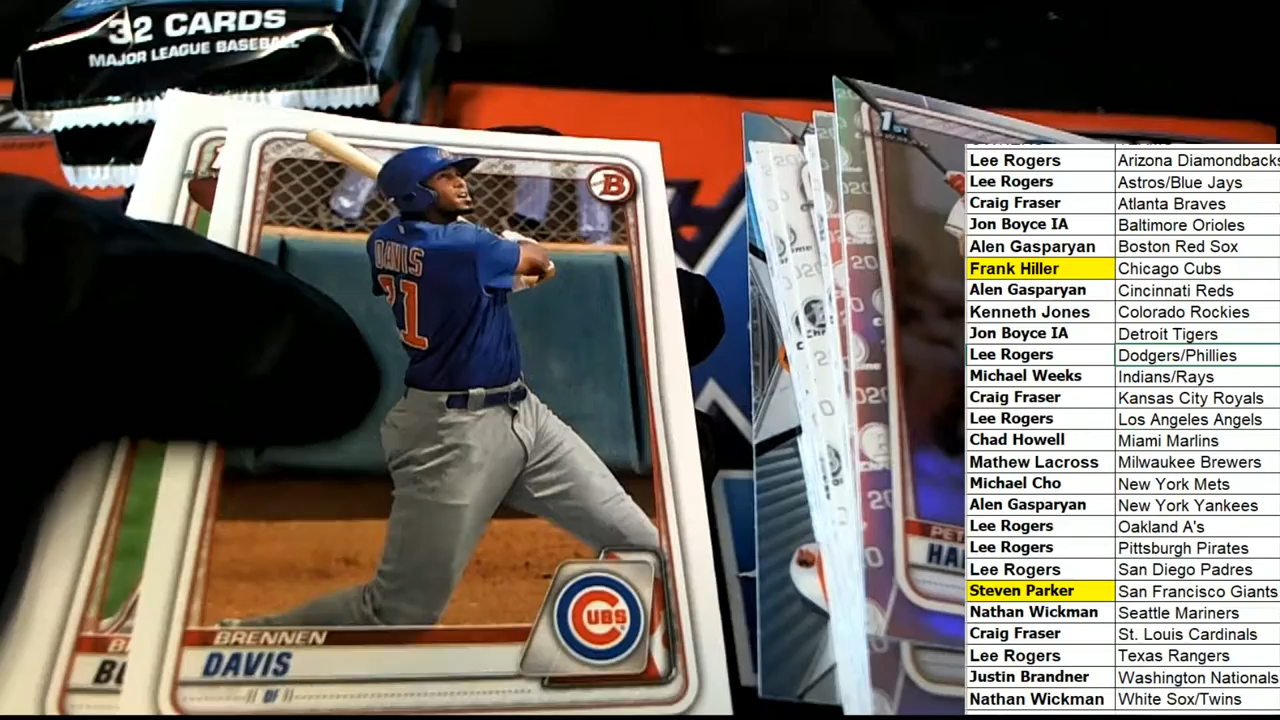 32 CARDS
MAJOR LEAGUE BASEBALL
B
DAVIS
21
CUBS
BRENNEN
DAVIS
OF
1ST
Lee Rogers Arizona Diamondbacks
Lee Rogers Astros/Blue Jays
Craig Fraser Atlanta Braves
Jon Boyce IA Baltimore Orioles
Alen Gasparyan Boston Red Sox
Frank Hiller Chicago Cubs
Alen Gasparyan Cincinnati Reds
Kenneth Jones Colorado Rockies
Jon Boyce IA Detroit Tigers
Lee Rogers Dodgers/Phillies
Michael Weeks Indians/Rays
Craig Fraser Kansas City Royals
Lee Rogers Los Angeles Angels
Chad Howell Miami Marlins
Mathew Lacross Milwaukee Brewers
Michael Cho New York Mets
Alen Gasparyan New York Yankees
Lee Rogers Oakland A's
Lee Rogers Pittsburgh Pirates
Lee Rogers San Diego Padres
Steven Parker San Francisco Giants
Nathan Wickman Seattle Mariners
Craig Fraser St. Louis Cardinals
Lee Rogers Texas Rangers
Justin Brandner Washington Nationals
Nathan Wickman White Sox/Twins